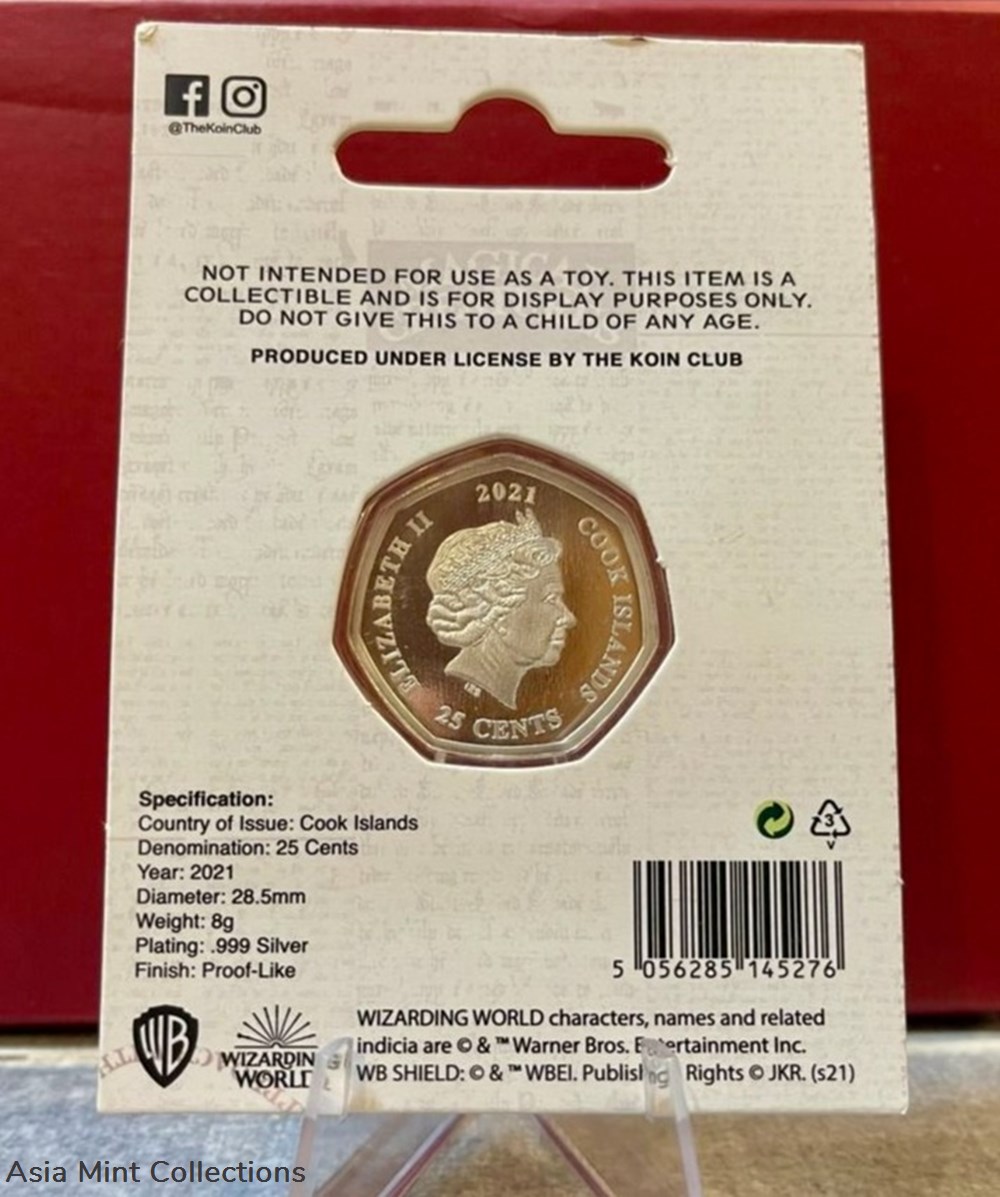 @TheKoinClub
NOT INTENDED FOR USE AS A TOY. THIS ITEM IS A
COLLECTIBLE AND IS FOR DISPLAY PURPOSES ONLY.
DO NOT GIVE THIS TO A CHILD OF ANY AGE.
PRODUCED UNDER LICENSE BY THE KOIN CLUB
2021
ELIZABETH II
COOK ISLANDS
25 CENTS
Specification:
Country of Issue: Cook Islands
Denomination: 25 Cents
Year: 2021
Diameter: 28.5mm
Weight: 8g
Plating: .999 Silver
Finish: Proof-Like
3
V
5 056285 145276
WB
WIZARDING
WORLD
WIZARDING WORLD characters, names and related
indicia are © & ™ Warner Bros. Entertainment Inc.
WB SHIELD: © & ™ WBEI. Publishing Rights © JKR. (s21)
Asia Mint Collections